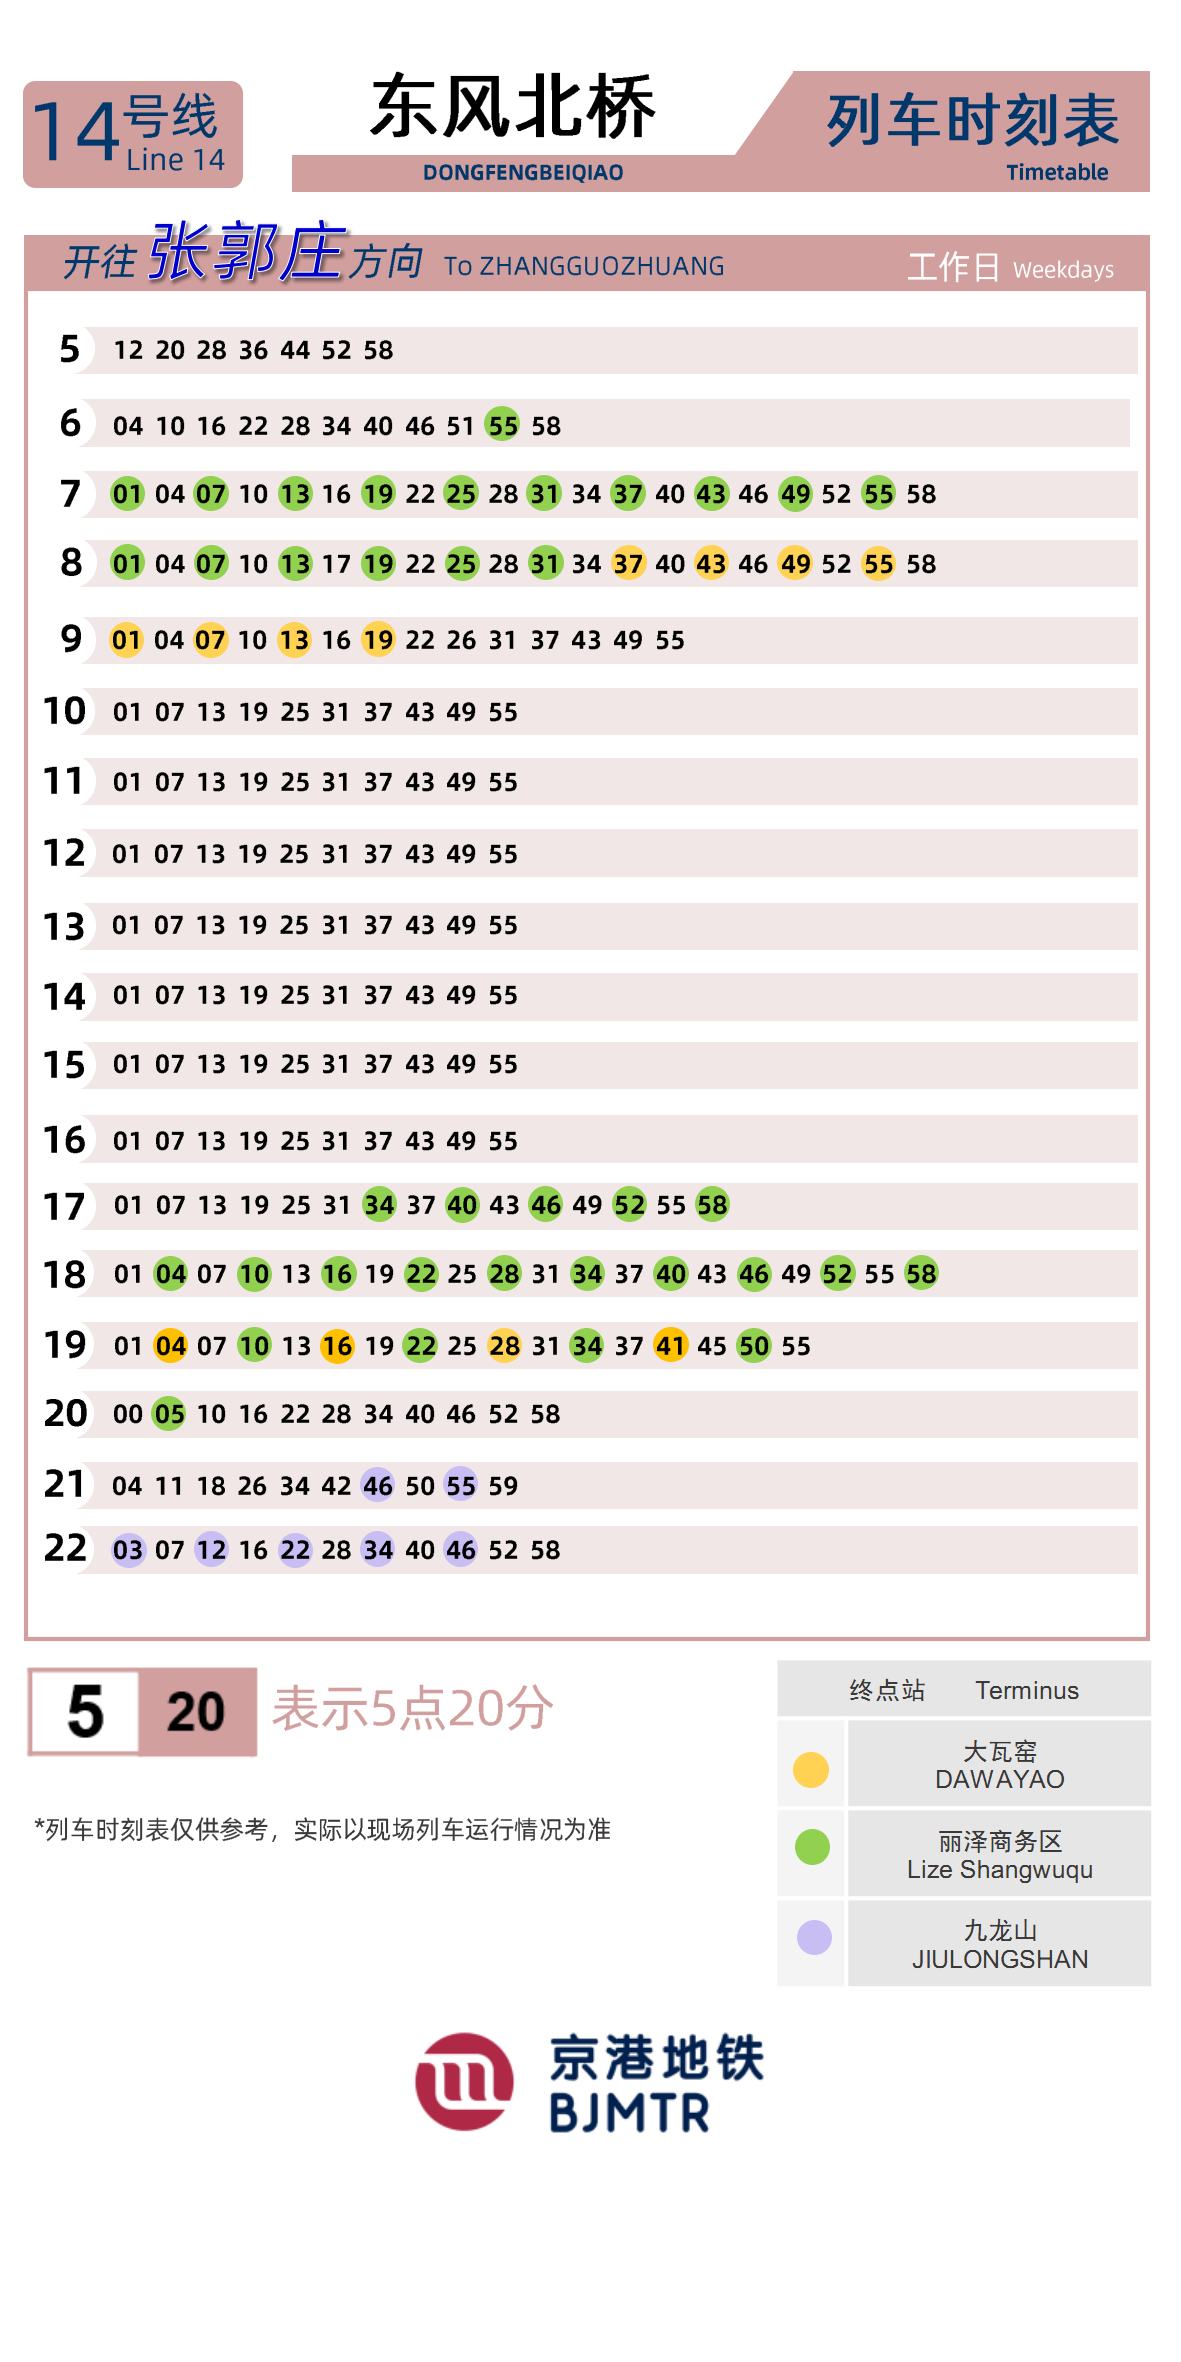 14号线
Line 14
东风北桥
DONGFENGBEIQIAO
列车时刻表
Timetable
开往 张郭庄 方向 To ZHANGGUOZHUANG 工作日 Weekdays
5 12 20 28 36 44 52 58
6 04 10 16 22 28 34 40 46 51 55 58
7 01 04 07 10 13 16 19 22 25 28 31 34 37 40 43 46 49 52 55 58
8 01 04 07 10 13 17 19 22 25 28 31 34 37 40 43 46 49 52 55 58
9 01 04 07 10 13 16 19 22 26 31 37 43 49 55
10 01 07 13 19 25 31 37 43 49 55
11 01 07 13 19 25 31 37 43 49 55
12 01 07 13 19 25 31 37 43 49 55
13 01 07 13 19 25 31 37 43 49 55
14 01 07 13 19 25 31 37 43 49 55
15 01 07 13 19 25 31 37 43 49 55
16 01 07 13 19 25 31 37 43 49 55
17 01 07 13 19 25 31 34 37 40 43 46 49 52 55 58
18 01 04 07 10 13 16 19 22 25 28 31 34 37 40 43 46 49 52 55 58
19 01 04 07 10 13 16 19 22 25 28 31 34 37 41 45 50 55
20 00 05 10 16 22 28 34 40 46 52 58
21 04 11 18 26 34 42 46 50 55 59
22 03 07 12 16 22 28 34 40 46 52 58
5 20 表示5点20分
*列车时刻表仅供参考，实际以现场列车运行情况为准
终点站 Terminus
大瓦窑
DAWAYAO
丽泽商务区
Lize Shangwuqu
九龙山
JIULONGSHAN
京港地铁
BJMTR